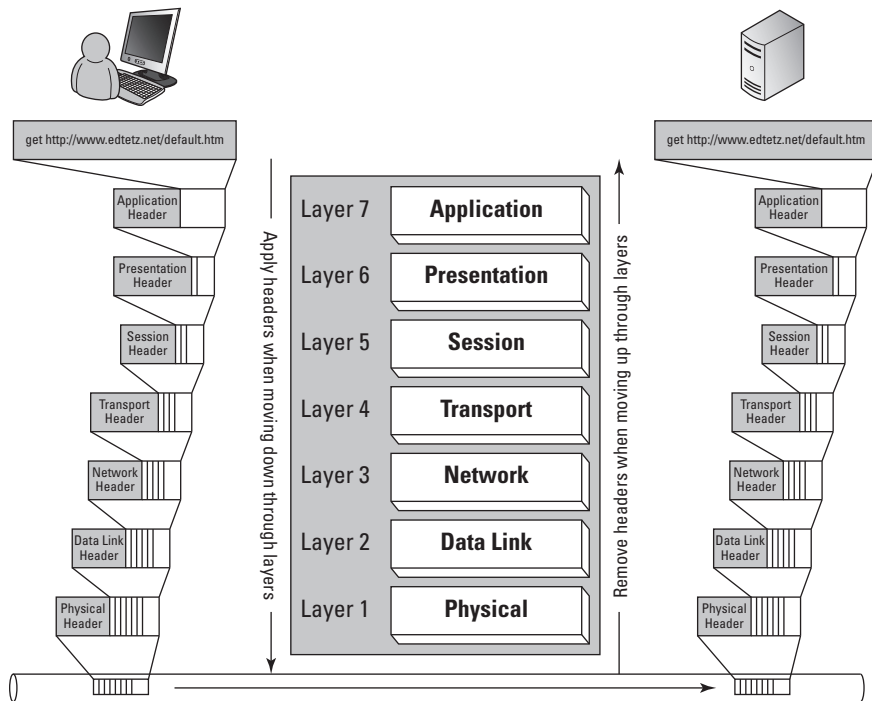 get http://www.edtetz.net/default.htm
Application
Header
Presentation
Header
Session
Header
Transport
Header
Network
Header
Data Link
Header
Physical
Header
Apply headers when moving down through layers
Layer 7 Application
Layer 6 Presentation
Layer 5 Session
Layer 4 Transport
Layer 3 Network
Layer 2 Data Link
Layer 1 Physical
Remove headers when moving up through layers
get http://www.edtetz.net/default.htm
Application
Header
Presentation
Header
Session
Header
Transport
Header
Network
Header
Data Link
Header
Physical
Header